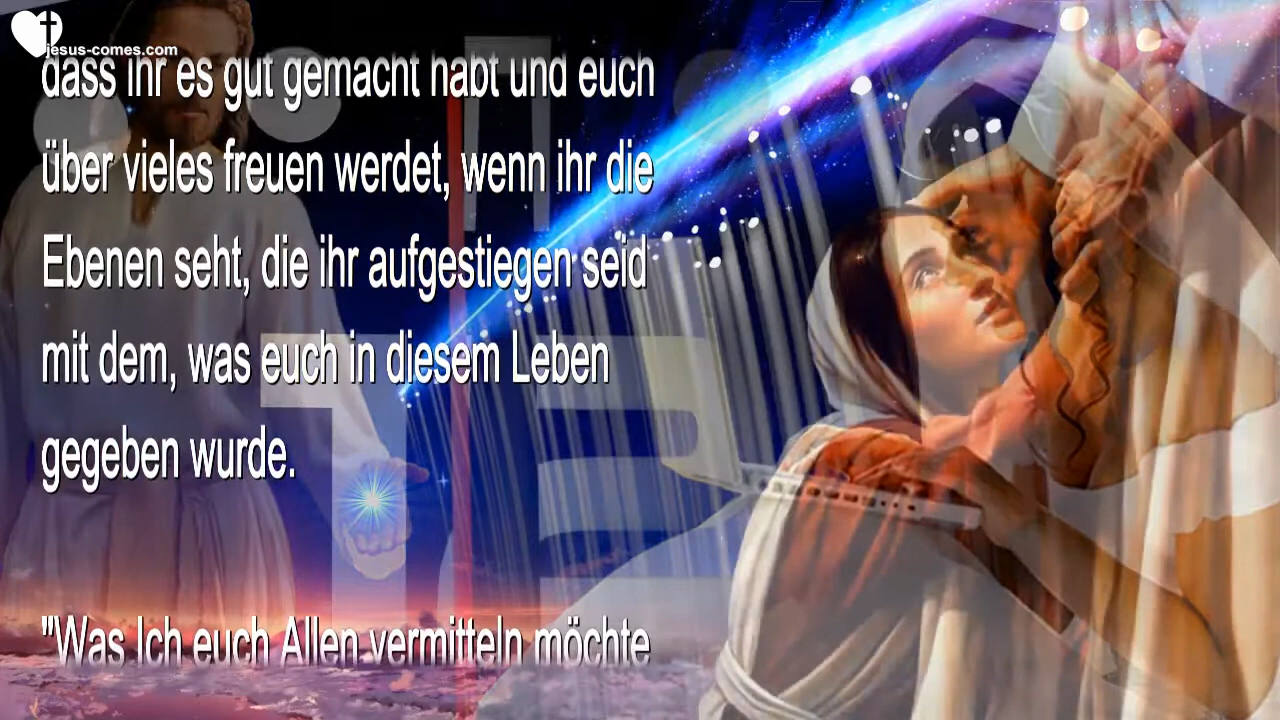 jesus-comes.com
dass ihr es gut gemacht habt und euch
über vieles freuen werdet, wenn ihr die
Ebenen seht, die ihr aufgestiegen seid
mit dem, was euch in diesem Leben
gegeben wurde.
"Was Ich euch Allen vermitteln möchte